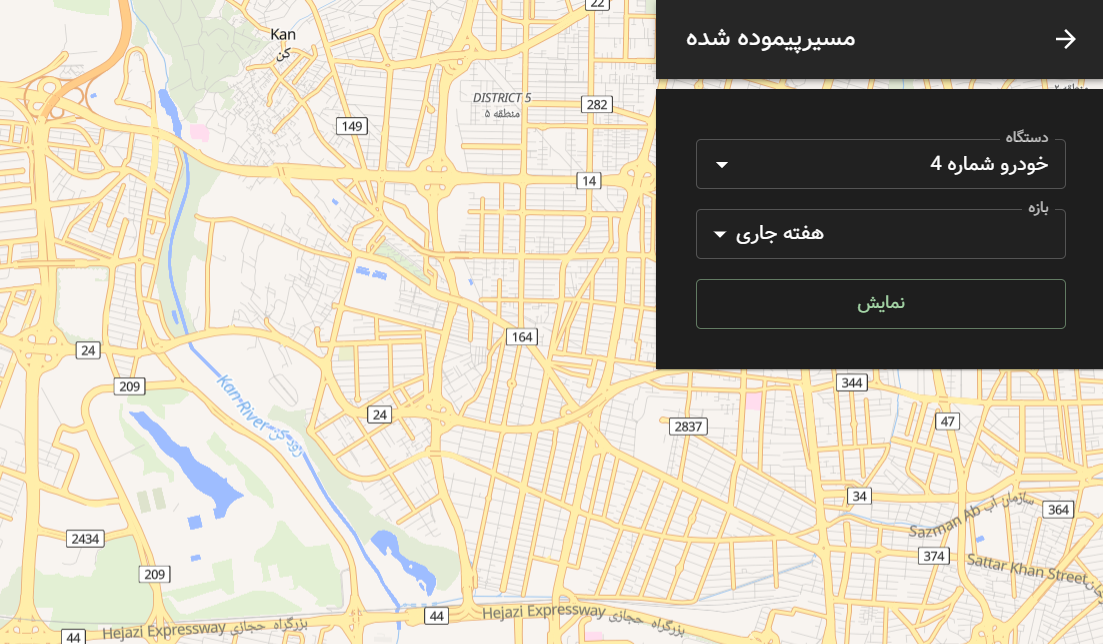 مسیرپیموده شده
دستگاه
خودرو شماره 4
بازه
هفته جاری
نمایش
22
Kan
کن
DISTRICT 5
منطقه ۵
282
149
14
منطقه ۲
164
24
209
Kan River رود کن
24
344
47
2837
34
Sazman Ab سازمان آب
364
2434
374
209
Sattar Khan Street
44
Hejazi Expressway بزرگراه حجازی
44
Hejazi Expressway بزرگراه حجازی